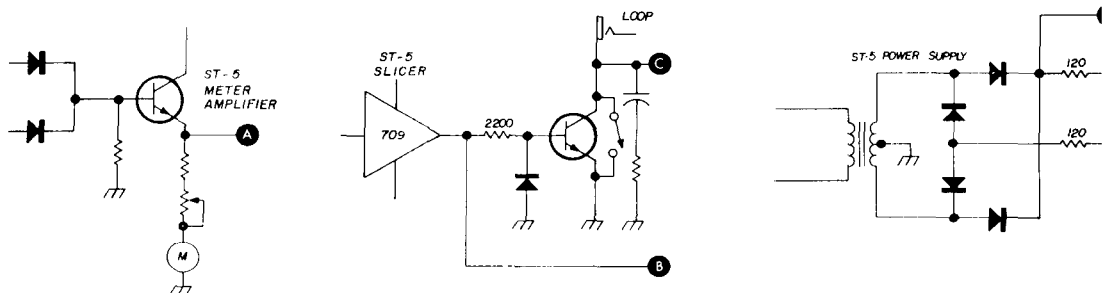 ST-5
METER
AMPLIFIER
A
M
ST-5
SLICER
709
2200
LOOP
C
B
ST-5 POWER SUPPLY
120
120